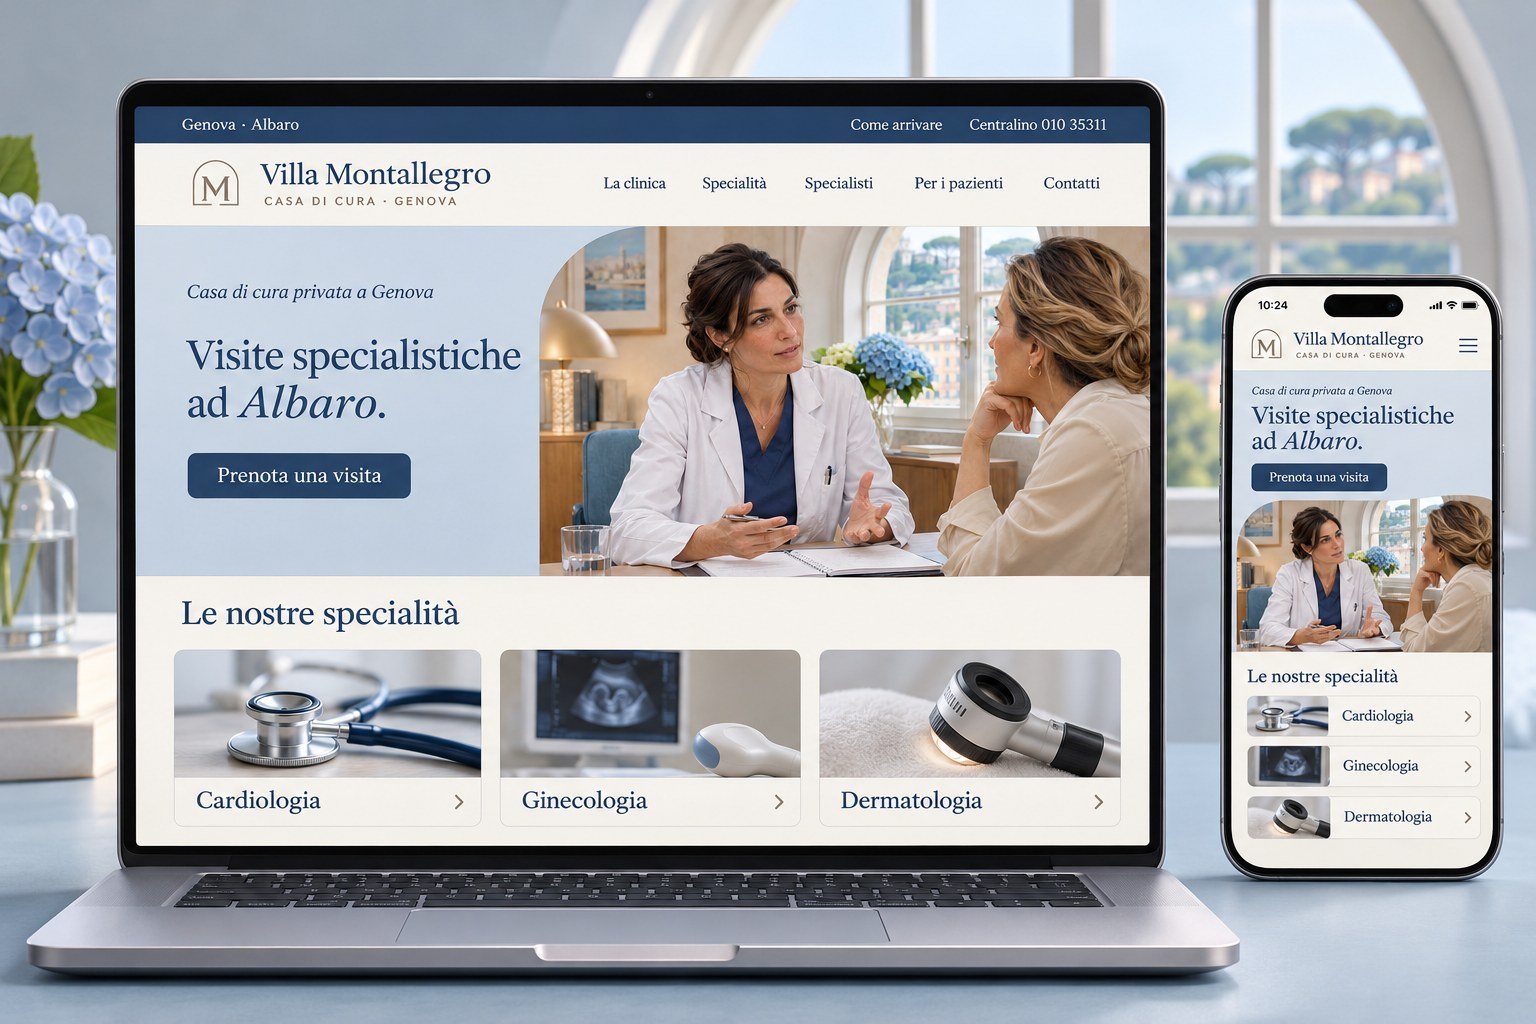 Genova · Albaro
Come arrivare
Centralino 010 35311
M
Villa Montallegro
CASA DI CURA · GENOVA
La clinica
Specialità
Specialisti
Per i pazienti
Contatti
Casa di cura privata a Genova
Visite specialistiche
ad Albaro.
Prenota una visita
Le nostre specialità
Cardiologia
Ginecologia
Dermatologia
10:24
M
Villa Montallegro
CASA DI CURA · GENOVA
Casa di cura privata a Genova
Visite specialistiche
ad Albaro.
Prenota una visita
Le nostre specialità
Cardiologia
Ginecologia
Dermatologia